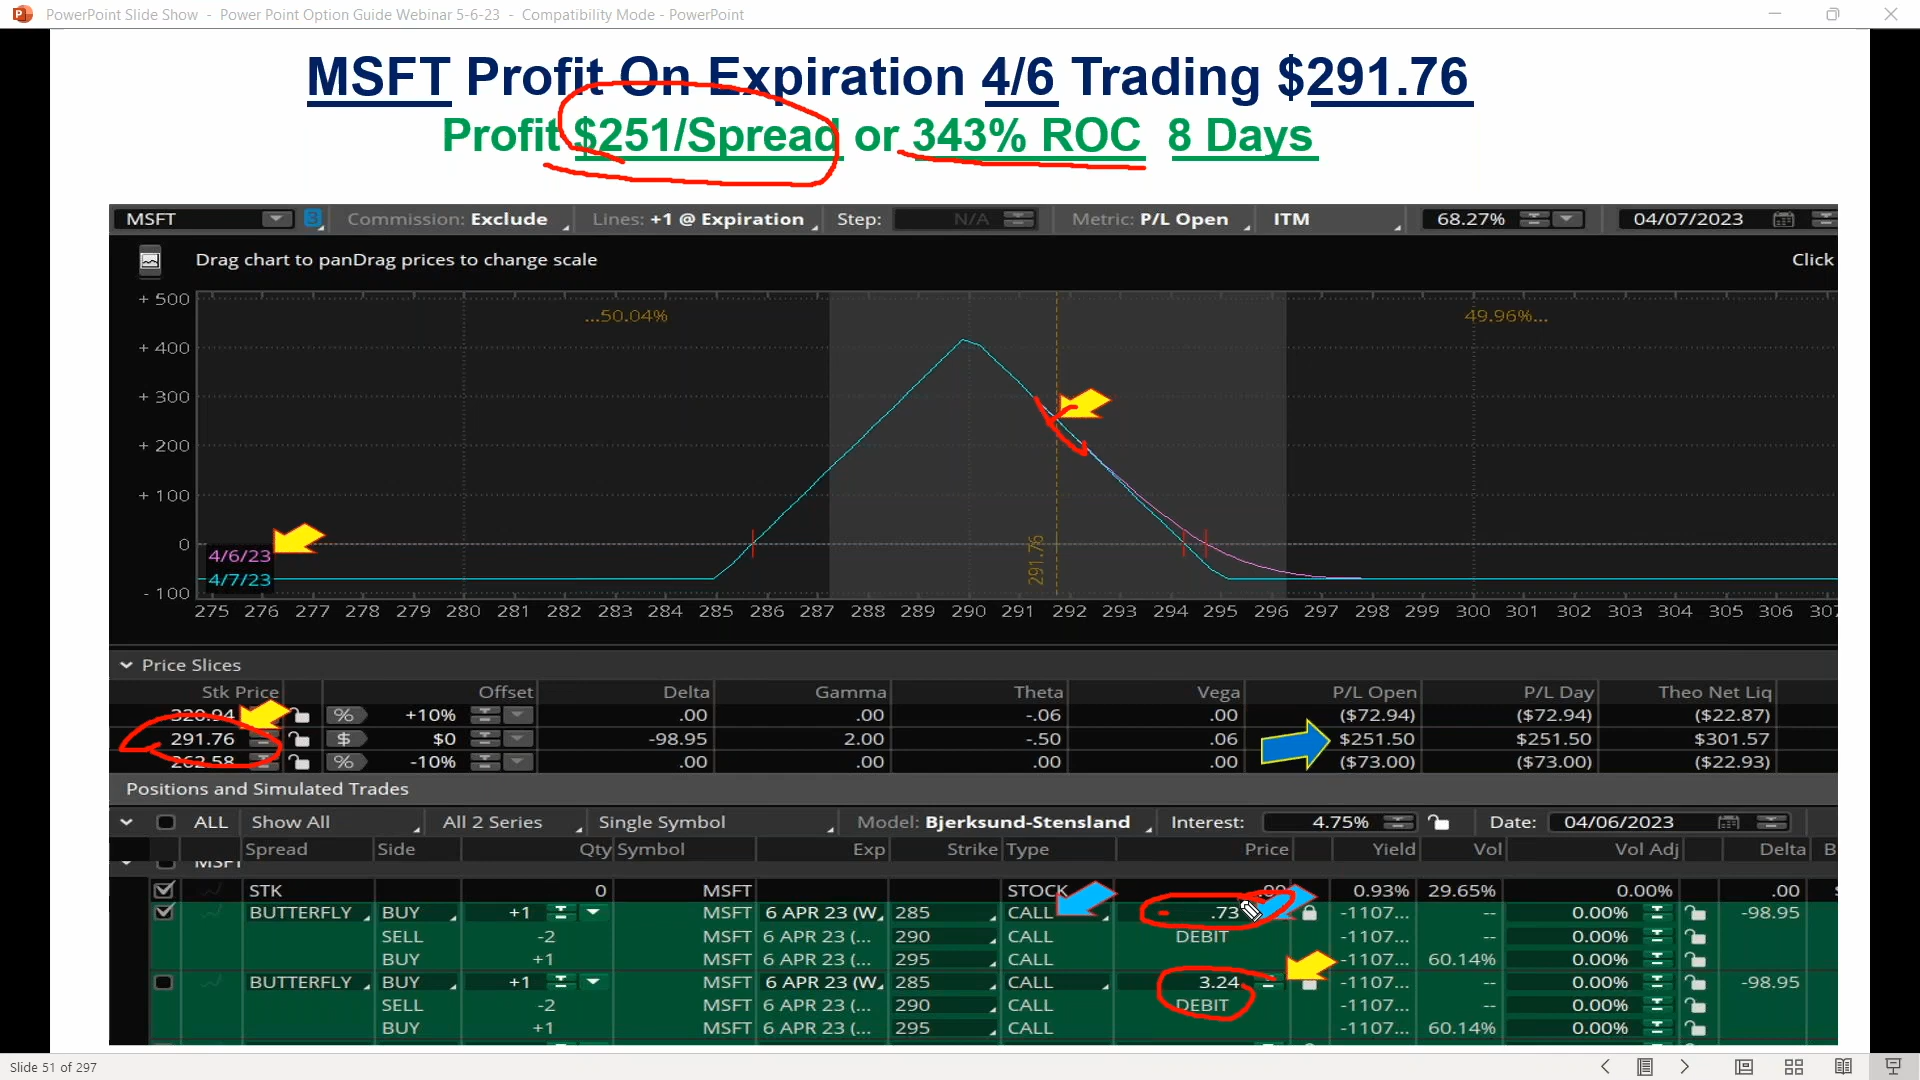 PowerPoint Slide Show - Power Point Option Guide Webinar 5-6-23 - Compatibility Mode - PowerPoint
MSFT Profit On Expiration 4/6 Trading $291.76
Profit $251/Spread or 343% ROC 8 Days
MSFT 3 Commission: Exclude Lines: +1 @ Expiration Step: N/A Metric: P/L Open ITM 68.27% 04/07/2023
Drag chart to panDrag prices to change scale Click
+ 500
...50.04% 49.96%...
+ 400
+ 300
+ 200
+ 100
0
4/6/23
291.76
4/7/23
- 100
275 276 277 278 279 280 281 282 283 284 285 286 287 288 289 290 291 292 293 294 295 296 297 298 299 300 301 302 303 304 305 306 307
Price Slices
Stk Price Offset Delta Gamma Theta Vega P/L Open P/L Day Theo Net Liq
320.94 % +10% .00 .00 -.06 .00 ($72.94) ($72.94) ($22.87)
291.76 $ $0 -98.95 2.00 -.50 .06 $251.50 $251.50 $301.57
262.58 % -10% .00 .00 .00 .00 ($73.00) ($73.00) ($22.93)
Positions and Simulated Trades
ALL Show All All 2 Series Single Symbol Model: Bjerksund-Stensland Interest: 4.75% Date: 04/06/2023
Spread Side Qty Symbol Exp Strike Type Price Yield Vol Vol Adj Delta B
MSFT
STK 0 MSFT STOCK .00 0.93% 29.65% 0.00% .00
BUTTERFLY BUY +1 MSFT 6 APR 23 (W 285 CALL .73 -1107... -- 0.00% -98.95
SELL -2 MSFT 6 APR 23 (... 290 CALL DEBIT -1107... -- 0.00%
BUY +1 MSFT 6 APR 23 (... 295 CALL -1107... 60.14% 0.00%
BUTTERFLY BUY +1 MSFT 6 APR 23 (W 285 CALL 3.24 -1107... -- 0.00% -98.95
SELL -2 MSFT 6 APR 23 (... 290 CALL DEBIT -1107... -- 0.00%
BUY +1 MSFT 6 APR 23 (... 295 CALL -1107... 60.14% 0.00%
Slide 51 of 297